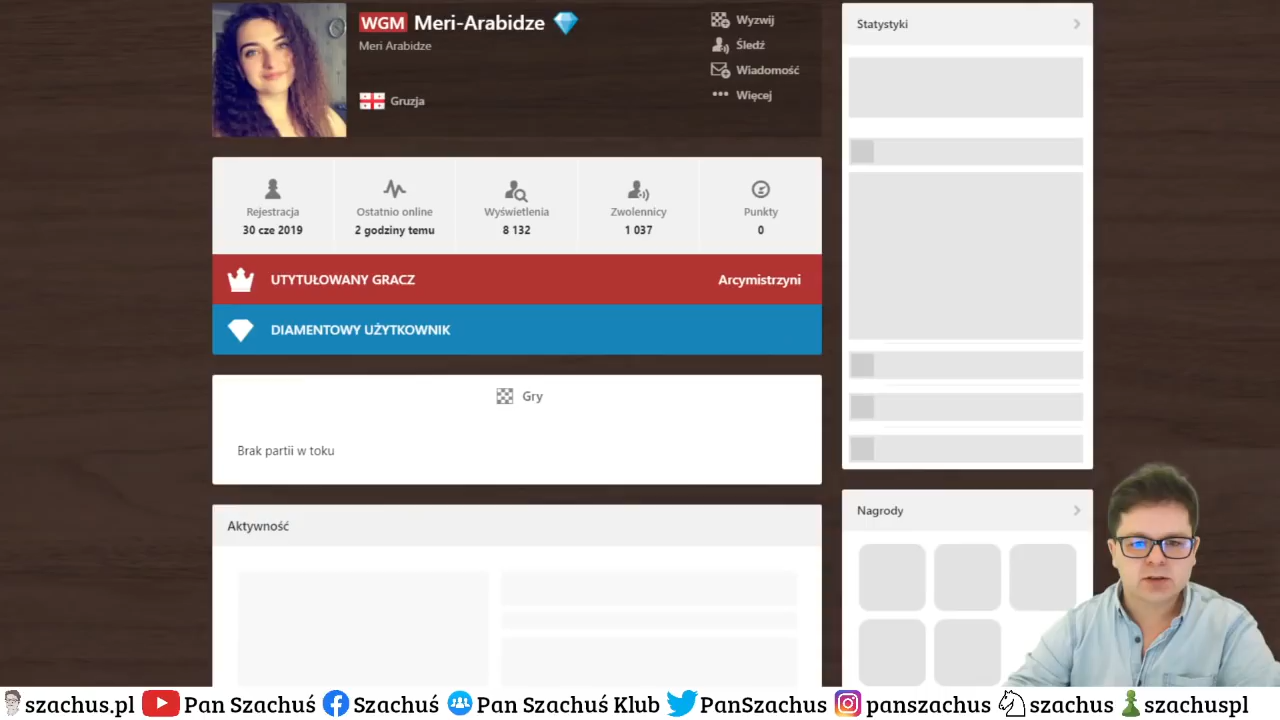 WGM Meri-Arabidze
Meri Arabidze
Gruzja
Wyzwij
Śledź
Wiadomość
Więcej
Rejestracja
30 cze 2019
Ostatnio online
2 godziny temu
Wyświetlenia
8 132
Zwolennicy
1 037
Punkty
0
UTYTUŁOWANY GRACZ
Arcymistrzyni
DIAMENTOWY UŻYTKOWNIK
Gry
Brak partii w toku
Aktywność
Statystyki
Nagrody
szachus.pl Pan Szachuś Szachuś Pan Szachuś Klub PanSzachus panszachus szachus szachuspl